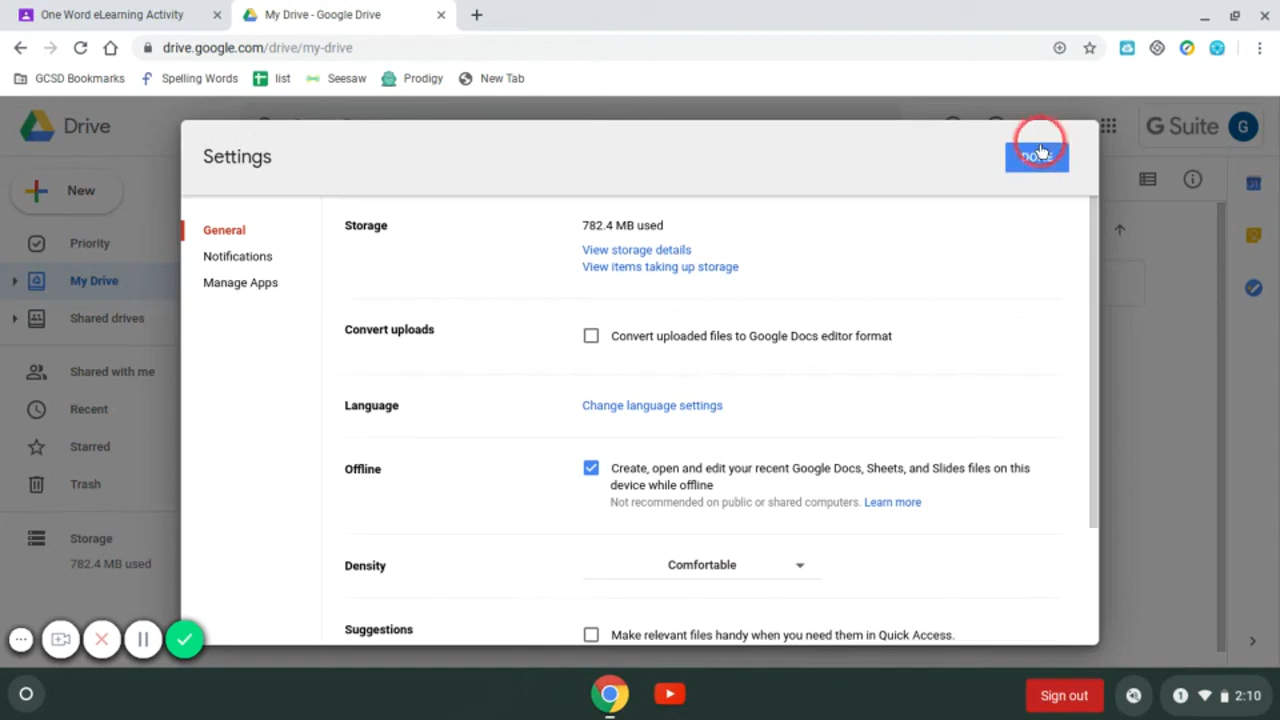 One Word eLearning Activity
My Drive - Google Drive
drive.google.com/drive/my-drive
GCSD Bookmarks
Spelling Words
list
Seesaw
Prodigy
New Tab
Drive
G Suite
G
Settings
New
Priority
My Drive
Shared drives
Shared with me
Recent
Starred
Trash
Storage
782.4 MB used
General
Notifications
Manage Apps
Storage
782.4 MB used
View storage details
View items taking up storage
Convert uploads
Convert uploaded files to Google Docs editor format
Language
Change language settings
Offline
Create, open and edit your recent Google Docs, Sheets, and Slides files on this
device while offline
Not recommended on public or shared computers. Learn more
Density
Comfortable
Suggestions
Make relevant files handy when you need them in Quick Access.
Sign out
1
2:10